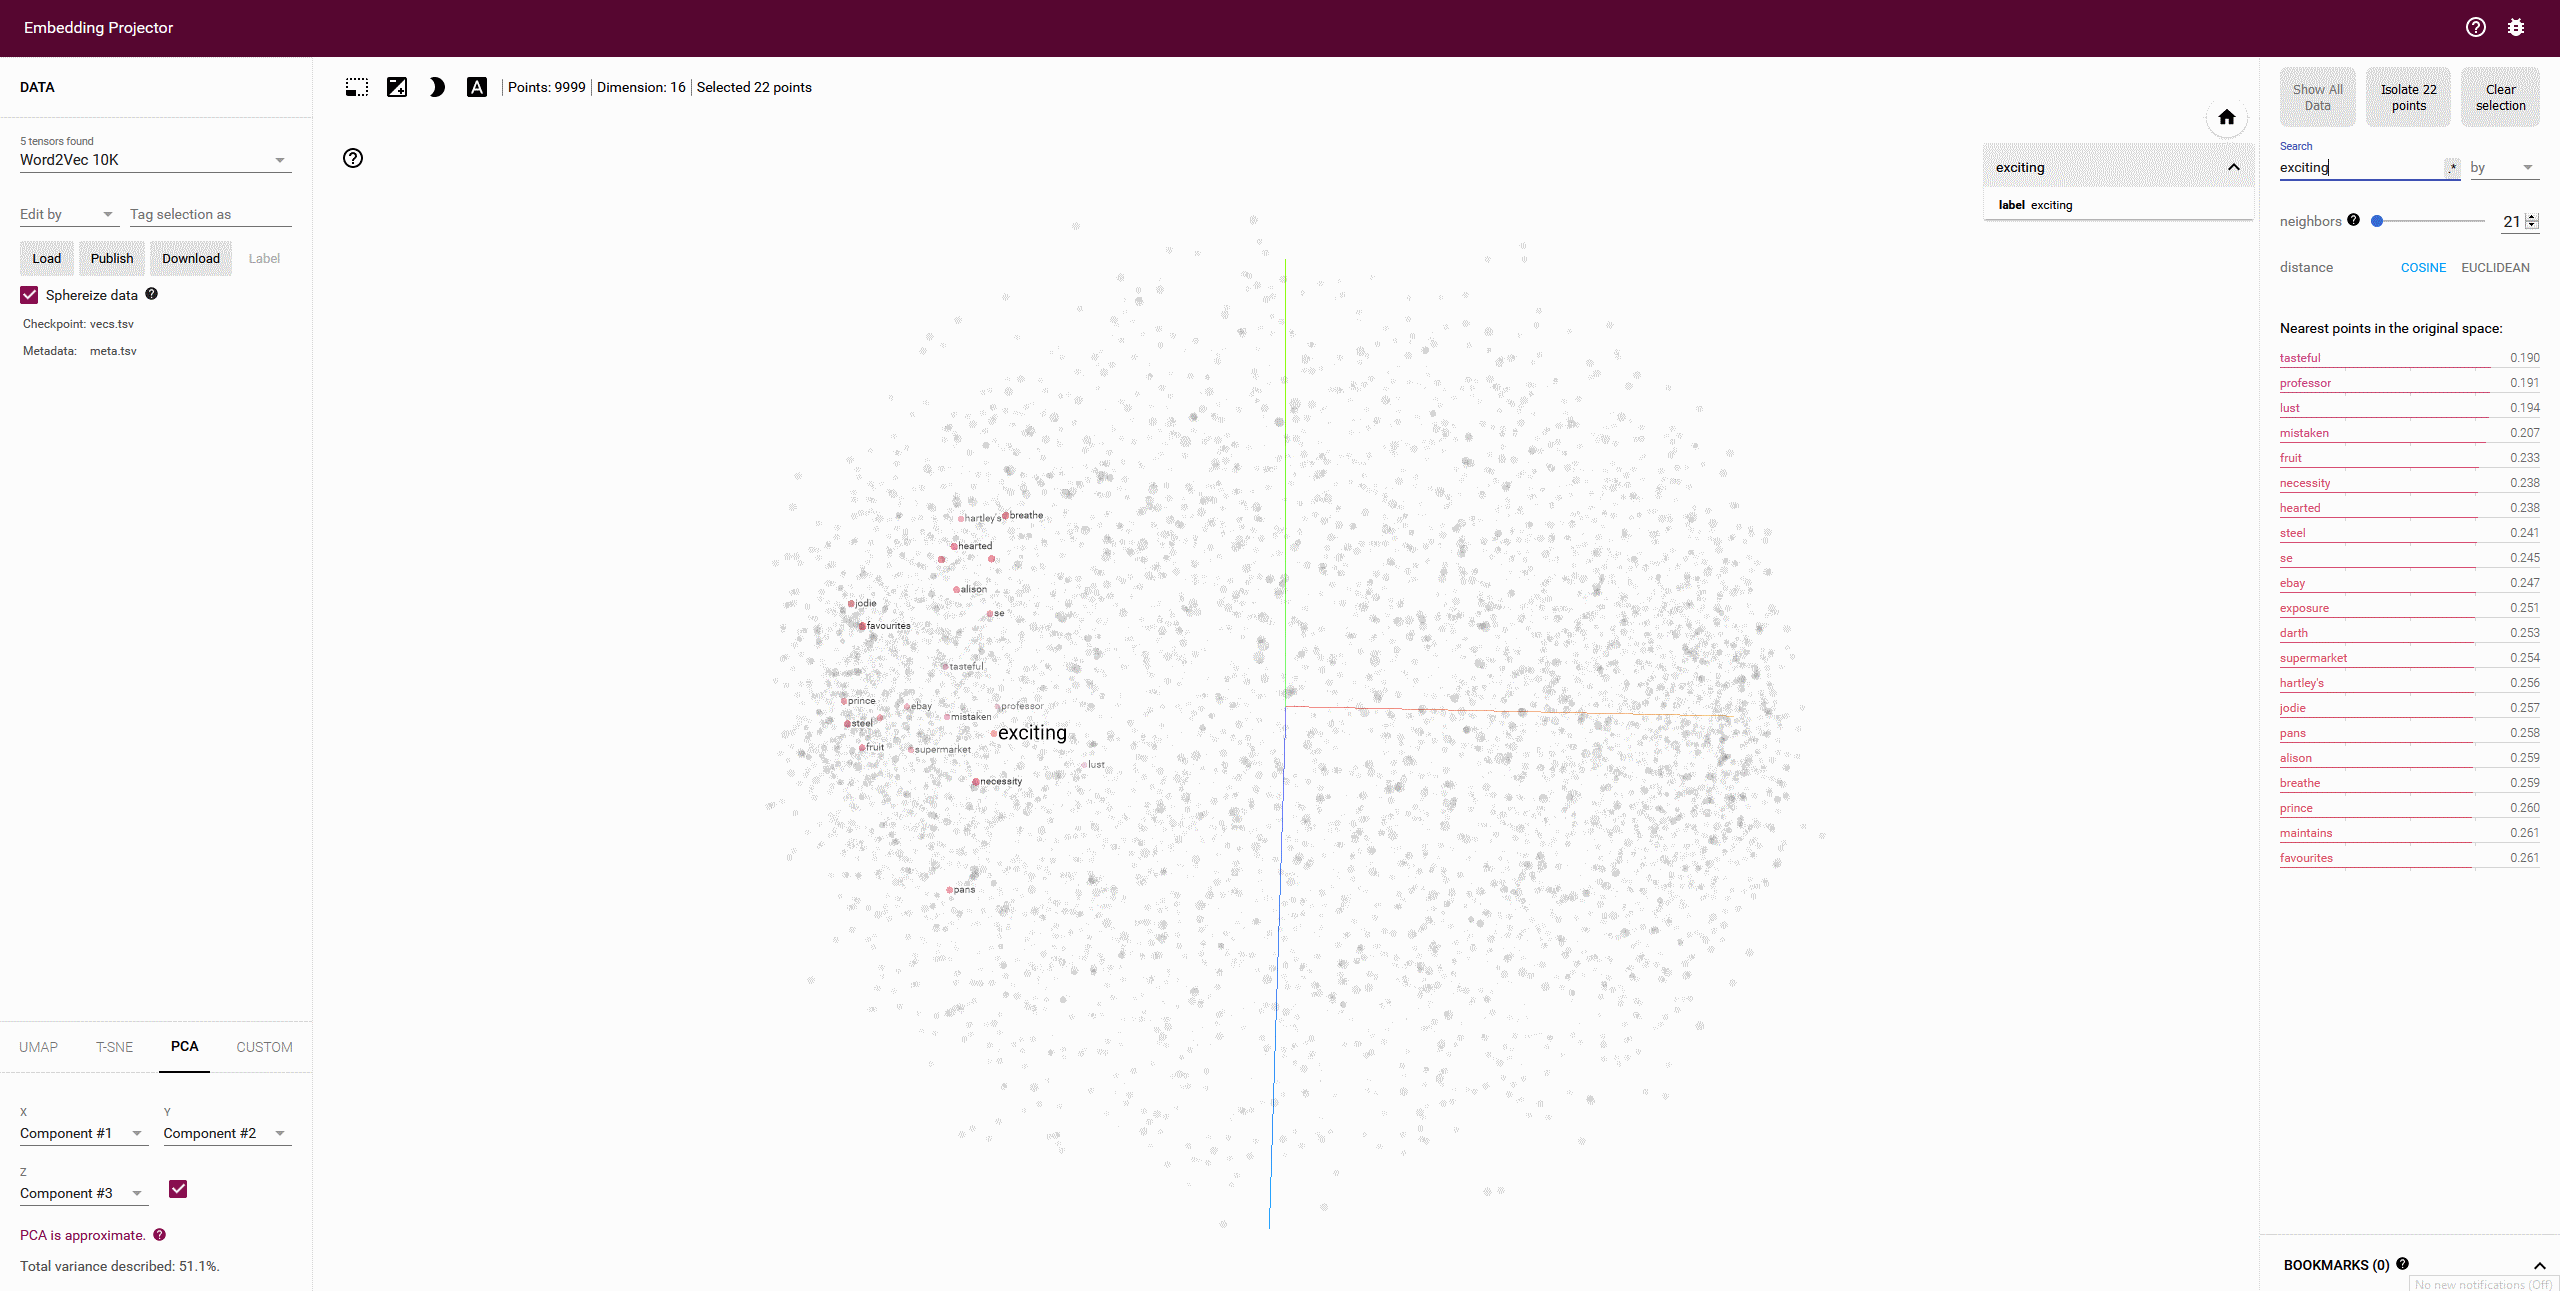 Embedding Projector
DATA
5 tensors found
Word2Vec 10K
Edit by
Tag selection as
Load
Publish
Download
Label
Sphereize data
Checkpoint: vecs.tsv
Metadata: meta.tsv
UMAP
T-SNE
PCA
CUSTOM
X
Component #1
Y
Component #2
Z
Component #3
PCA is approximate.
Total variance described: 51.1%.
A
Points: 9999
Dimension: 16
Selected 22 points
exciting
label exciting
hartley's
breathe
hearted
alison
jodie
se
favourites
tasteful
prince
ebay
professor
mistaken
steel
exciting
fruit
supermarket
lust
necessity
pans
Show All Data
Isolate 22 points
Clear selection
Search
exciting
.*
by
neighbors
21
distance
COSINE
EUCLIDEAN
Nearest points in the original space:
tasteful 0.190
professor 0.191
lust 0.194
mistaken 0.207
fruit 0.233
necessity 0.238
hearted 0.238
steel 0.241
se 0.245
ebay 0.247
exposure 0.251
darth 0.253
supermarket 0.254
hartley's 0.256
jodie 0.257
pans 0.258
alison 0.259
breathe 0.259
prince 0.260
maintains 0.261
favourites 0.261
BOOKMARKS (0)
No new notifications (Off)